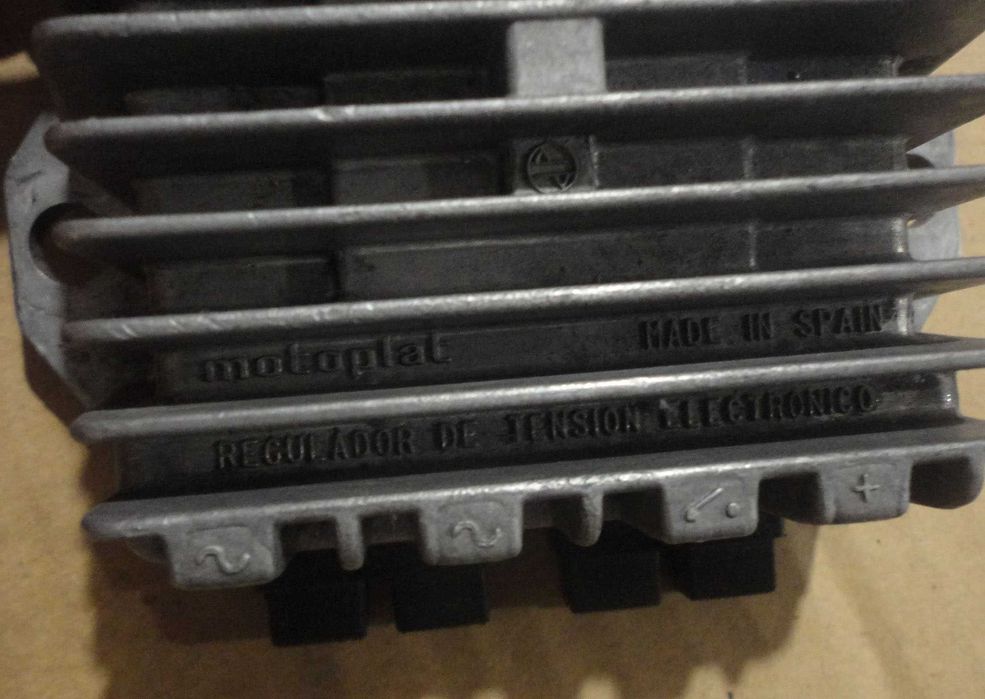 motoplat MADE IN SPAIN
REGULADOR DE TENSION ELECTRONICO
~ ~ +